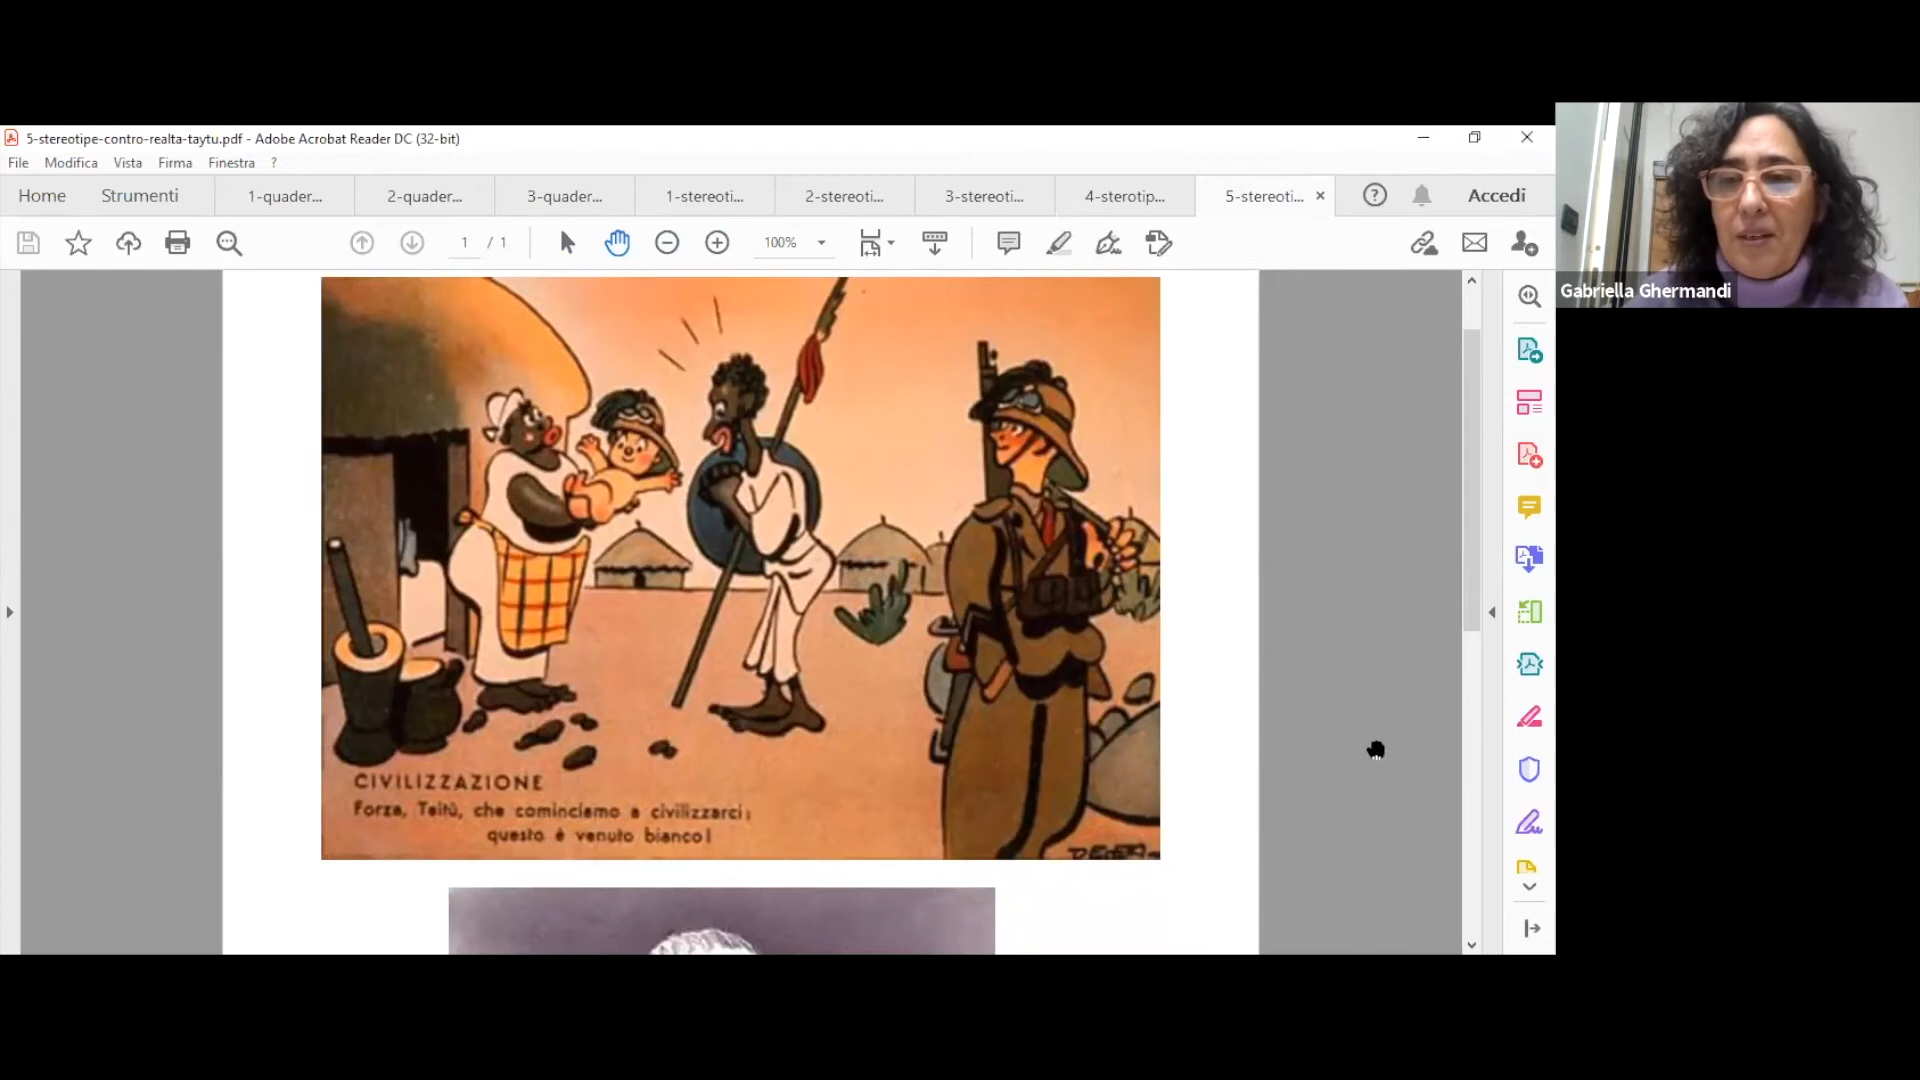 5-stereotipe-contro-realta-taytu.pdf - Adobe Acrobat Reader DC (32-bit)
File Modifica Vista Firma Finestra ?
Home Strumenti 1-quader... 2-quader... 3-quader... 1-stereoti... 2-stereoti... 3-stereoti... 4-sterotip... 5-stereoti... Accedi
1 / 1 100%
Gabriella Ghermandi
CIVILIZZAZIONE
Forza, Teitù, che cominciamo a civilizzarci;
questo è venuto bianco!